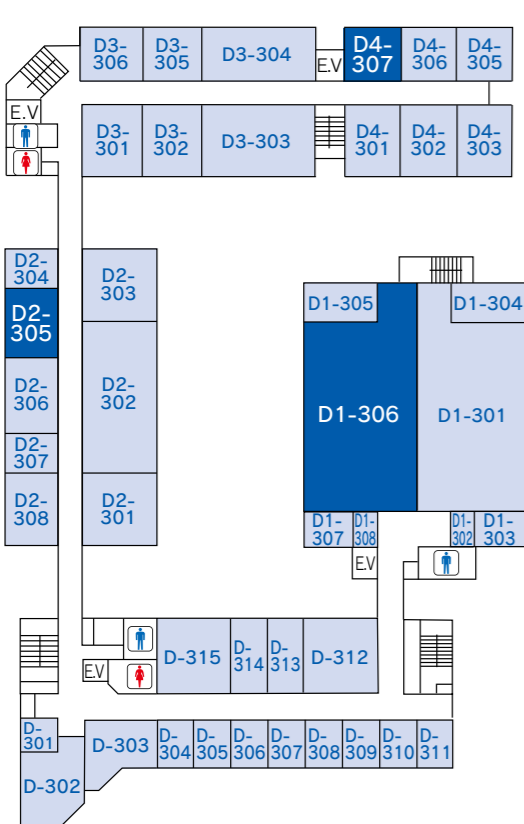 D3-
306
D3-
305
D3-304
E.V
D4-
307
D4-
306
D4-
305
E.V
D3-
301
D3-
302
D3-303
D4-
301
D4-
302
D4-
303
D2-
304
D2-
303
D2-
305
D1-305
D1-304
D2-
306
D2-
302
D1-306
D1-301
D2-
307
D2-
308
D2-
301
D1-
307
D1-
308
D1-
302
D1-
303
E.V
D-315
D-
314
D-
313
D-312
E.V
D-
301
D-302
D-303
D-
304
D-
305
D-
306
D-
307
D-
308
D-
309
D-
310
D-
311